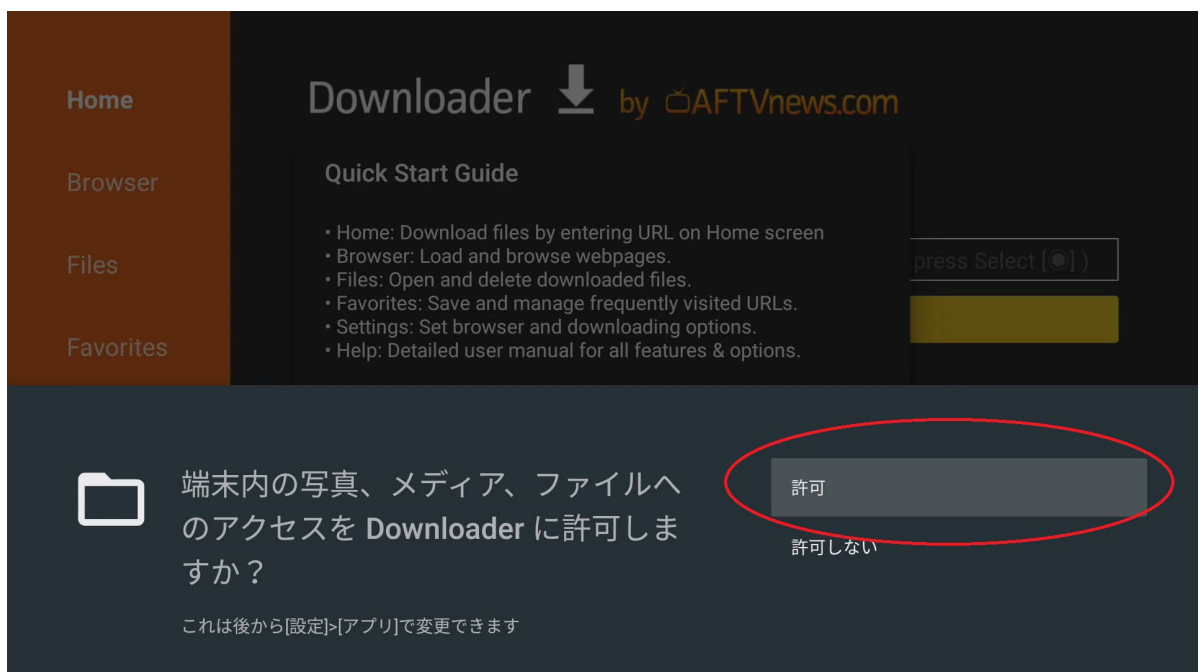 Home
Downloader by AFTVnews.com
Browser
Quick Start Guide
• Home: Download files by entering URL on Home screen
• Browser: Load and browse webpages.
Files
press Select [◉] )
• Files: Open and delete downloaded files.
• Favorites: Save and manage frequently visited URLs.
• Settings: Set browser and downloading options.
Favorites
• Help: Detailed user manual for all features & options.
端末内の写真、メディア、ファイルへ
のアクセスを Downloader に許可しま
すか？
これは後から[設定]>[アプリ]で変更できます
許可
許可しない